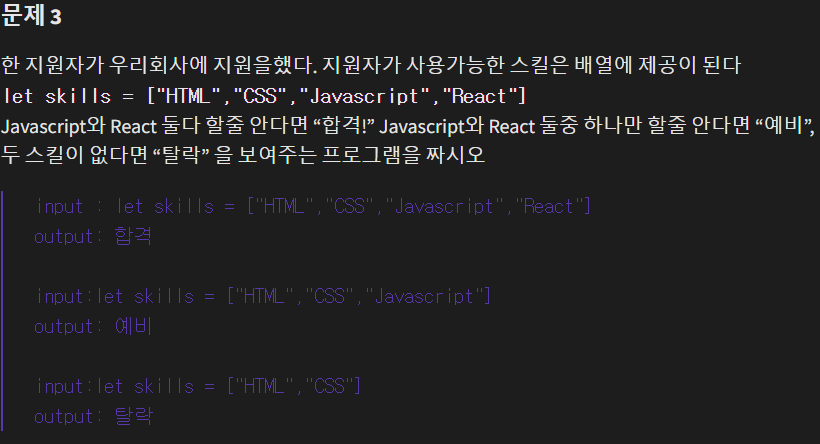 문제 3
한 지원자가 우리회사에 지원을했다. 지원자가 사용가능한 스킬은 배열에 제공이 된다
let skills = ["HTML","CSS","Javascript","React"]
Javascript와 React 둘다 할줄 안다면 “합격!” Javascript와 React 둘중 하나만 할줄 안다면 “예비”,
두 스킬이 없다면 “탈락” 을 보여주는 프로그램을 짜시오
input : let skills = ["HTML","CSS","Javascript","React"]
output: 합격
input:let skills = ["HTML","CSS","Javascript"]
output: 예비
input:let skills = ["HTML","CSS"]
output: 탈락